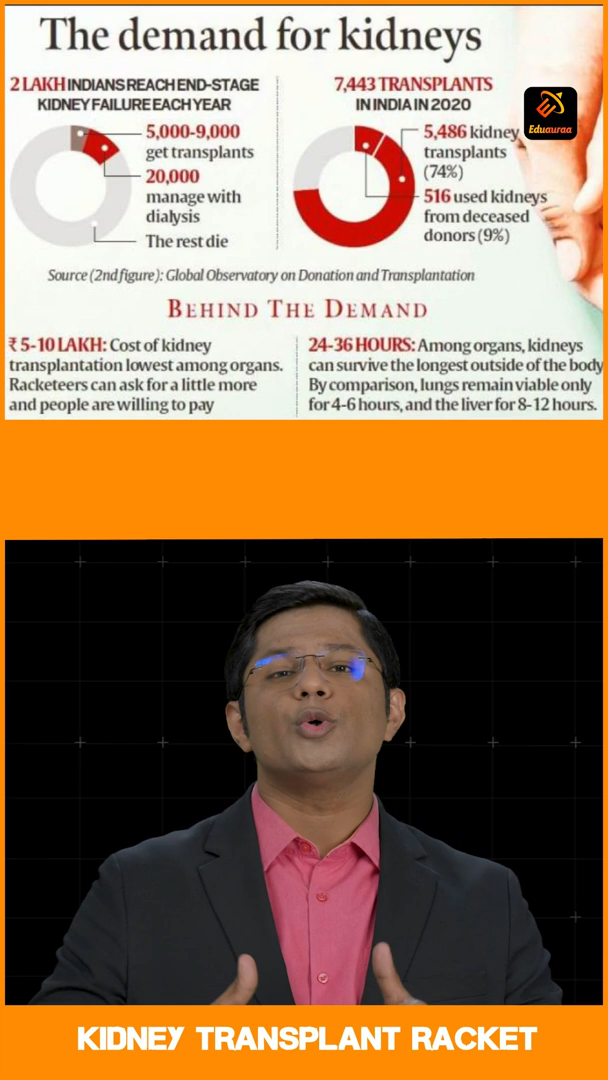 The demand for kidneys
2 LAKH INDIANS REACH END-STAGE
KIDNEY FAILURE EACH YEAR
5,000-9,000
get transplants
20,000
manage with
dialysis
The rest die
7,443 TRANSPLANTS
IN INDIA IN 2020
Eduauraa
5,486 kidney
transplants
(74%)
516 used kidneys
from deceased
donors (9%)
Source (2nd figure): Global Observatory on Donation and Transplantation
BEHIND THE DEMAND
₹ 5-10 LAKH: Cost of kidney
transplantation lowest among organs.
Racketeers can ask for a little more
and people are willing to pay
24-36 HOURS: Among organs, kidneys
can survive the longest outside of the body
By comparison, lungs remain viable only
for 4-6 hours, and the liver for 8-12 hours.
KIDNEY TRANSPLANT RACKET